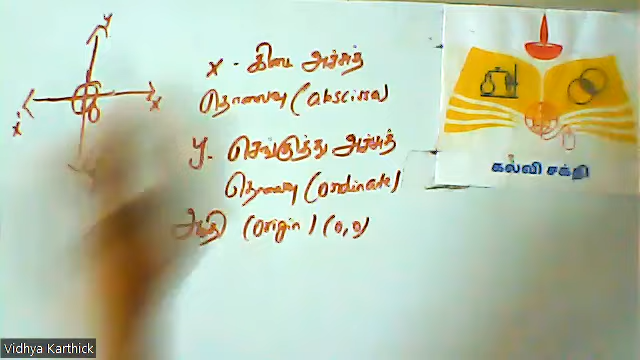 y
x
x'
o
x - கிடை அச்சுத்
தொலைவு (abscissa)
y - செங்குத்து அச்சுத்
தொலைவு (ordinate)
ஆதி (origin) (0,0)
கல்வி சக்தி
Vidhya Karthick